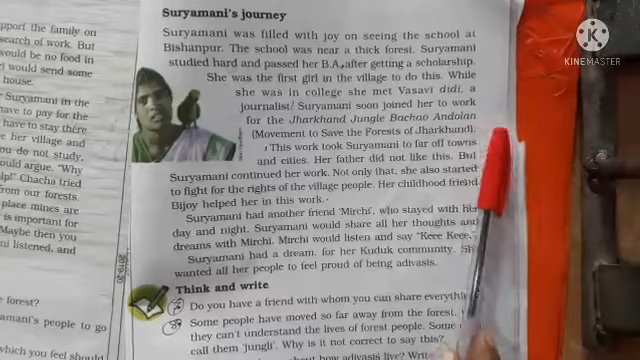 pport the family on
search of work. But
would be no food in
would send some
house.
r Suryamani in the
have to pay for
to stay there
e her village and
you do not study.
would argue. "Why
lp!" Chacha tried
from our forests.
place mines are
is important for
Maybe then you
ni listened, and
e forest?
amani's people to go
which you feel should
2019-20
Suryamani's journey
Suryamani was filled with joy on seeing the school at
Bishanpur. The school was near a thick forest. Suryamani
studied hard and passed her B.A. after getting a scholarship.
She was the first girl in the village to do this. While
she was in college she met Vasavi didi, a
journalist. Suryamani soon joined her to work
for the Jharkhand Jungle Bachao Andolan
(Movement to Save the Forests of Jharkhand).
This work took Suryamani to far off towns
and cities. Her father did not like this. But
Suryamani continued her work. Not only that, she also started
to fight for the rights of the village people. Her childhood friend
Bijoy helped her in this work.
Suryamani had another friend 'Mirchi', who stayed with her
day and night. Suryamani would share all her thoughts and
dreams with Mirchi. Mirchi would listen and say "Keee Keee."
Suryamani had a dream for her Kuduk community. Sh
wanted all her people to feel proud of being adivasis.
Think and write
Do you have a friend with whom you can share everythi
Some people have moved so far away from the forest,
they can't understand the lives of forest people. Some
call them 'jungli'. Why is it not correct to say this?
about how adivasis live? Write
KINEMASTER